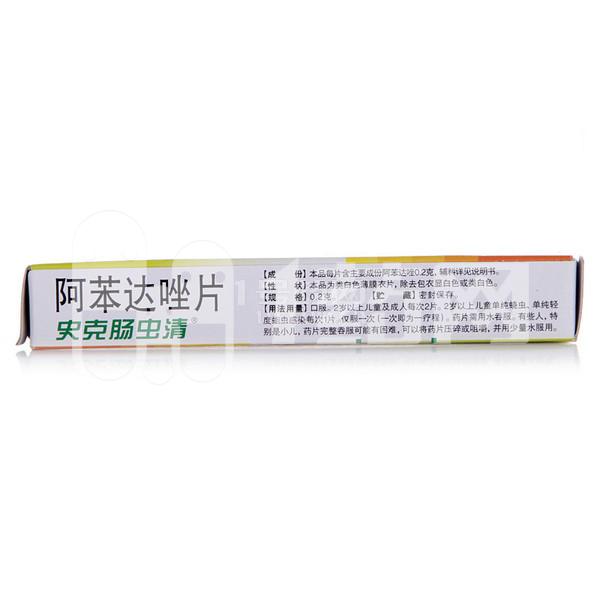 阿苯达唑片
史克肠虫清®
【成 份】本品每片含主要成份阿苯达唑0.2克，辅料详见说明书。
【性 状】本品为类白色薄膜衣片，除去包衣显白色或类白色。
【规 格】0.2克。 【贮 藏】密封保存。
【用法用量】口服。2岁以上儿童及成人每次2片。2岁以上儿童单纯蛲虫、单纯轻
度蛔虫感染每次1片，仅服一次（一次即为一疗程）。药片需用水吞服。有些人，特
别是小儿，药片完整吞服可能有困难，可以将药片压碎或咀嚼，并用少量水服用。